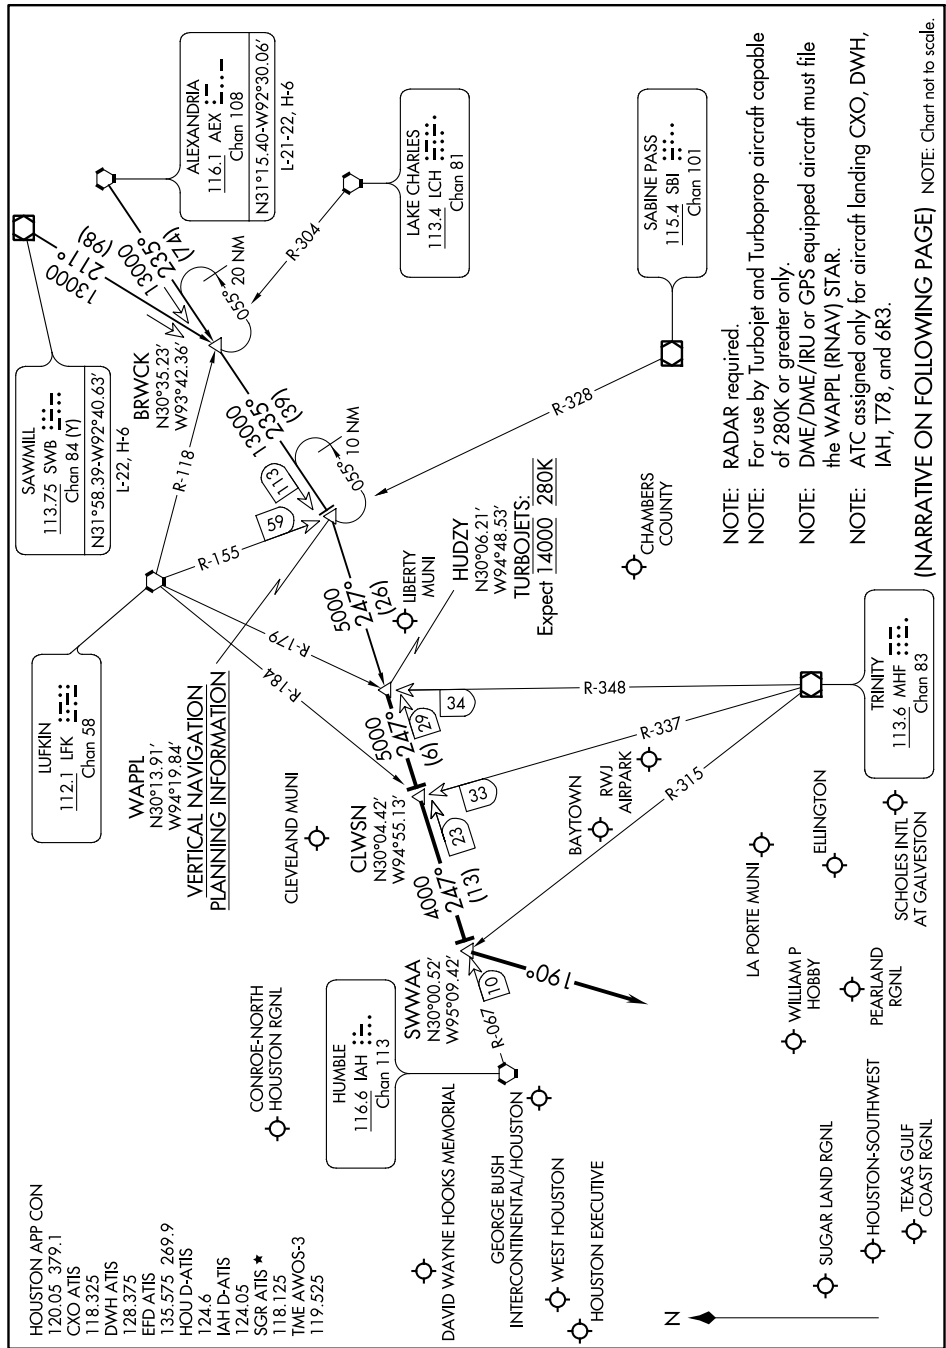 HOUSTON APP CON
120.05 379.1
CXO ATIS
118.325
DWH ATIS
128.375
EFD ATIS
135.575 269.9
HOU D-ATIS
124.6
IAH D-ATIS
124.05
SGR ATIS ★
118.125
TME AWOS-3
119.525
CONROE-NORTH
HOUSTON RGNL
CLEVELAND MUNI
LUFKIN
112.1 LFK
Chan 58
WAPPL
N30°13.91'
W94°19.84'
VERTICAL NAVIGATION
PLANNING INFORMATION
SAWMILL
113.75 SWB
Chan 84 (Y)
N31°58.39-W92°40.63'
L-22, H-6
BRWCK
N30°35.23'
W93°42.36'
13000
211°
(98)
13000
235°
(74)
ALEXANDRIA
116.1 AEX
Chan 108
N31°15.40-W92°30.06'
L-21-22, H-6
055° 20 NM
R-304
LAKE CHARLES
113.4 LCH
Chan 81
R-118
R-155
R-179
R-184
13000
235°
(39)
113
59
055° 10 NM
R-328
SABINE PASS
115.4 SBI
Chan 101
HUMBLE
116.6 IAH
Chan 113
R-067
10
SWWAA
N30°00.52'
W95°09.42'
190°
4000
247°
(13)
CLWSN
N30°04.42'
W94°55.13'
23
33
5000
247°
(6)
29
34
5000
247°
(26)
LIBERTY
MUNI
HUDZY
N30°06.21'
W94°48.53'
TURBOJETS:
Expect 14000 280K
CHAMBERS
COUNTY
R-348
R-337
R-315
TRINITY
113.6 MHF
Chan 83
DAVID WAYNE HOOKS MEMORIAL
GEORGE BUSH
INTERCONTINENTAL/HOUSTON
WEST HOUSTON
HOUSTON EXECUTIVE
BAYTOWN
RWJ
AIRPARK
LA PORTE MUNI
WILLIAM P
HOBBY
ELLINGTON
PEARLAND
RGNL
SCHOLES INTL
AT GALVESTON
SUGAR LAND RGNL
HOUSTON-SOUTHWEST
TEXAS GULF
COAST RGNL
N
NOTE: RADAR required.
NOTE: For use by Turbojet and Turboprop aircraft capable
of 280K or greater only.
NOTE: DME/DME/IRU or GPS equipped aircraft must file
the WAPPL (RNAV) STAR.
NOTE: ATC assigned only for aircraft landing CXO, DWH,
IAH, T78, and 6R3.
(NARRATIVE ON FOLLOWING PAGE) NOTE: Chart not to scale.